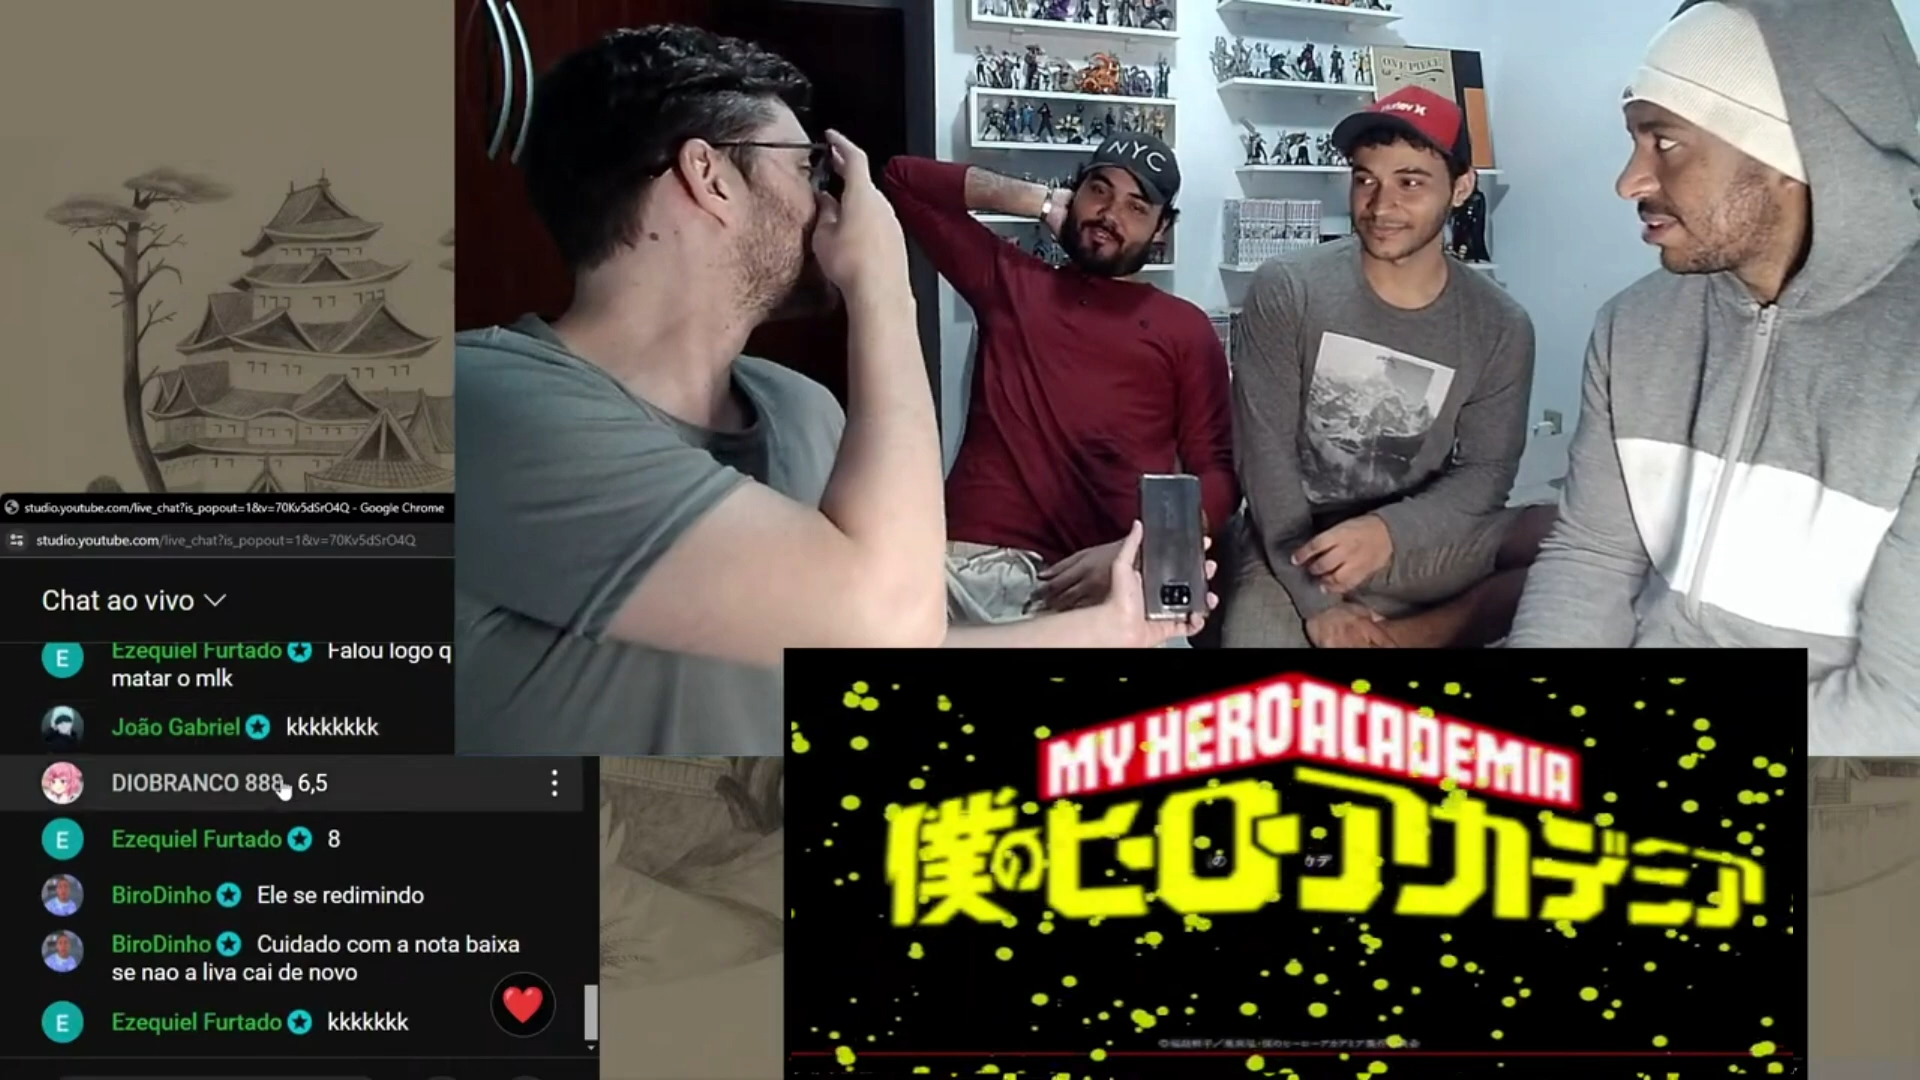 NYC
Hurley
ONE PIECE
studio.youtube.com/live_chat?is_popout=1&v=70Kv5dSrO4Q - Google Chrome
studio.youtube.com/live_chat?is_popout=1&v=70Kv5dSrO4Q
Chat ao vivo
Ezequiel Furtado Falou logo q
matar o mlk
João Gabriel kkkkkkkk
DIOBRANCO 888 6,5
E Ezequiel Furtado 8
BiroDinho Ele se redimindo
BiroDinho Cuidado com a nota baixa
se nao a liva cai de novo
E Ezequiel Furtado kkkkkkk
MY HERO ACADEMIA
僕のヒーローアカデミア